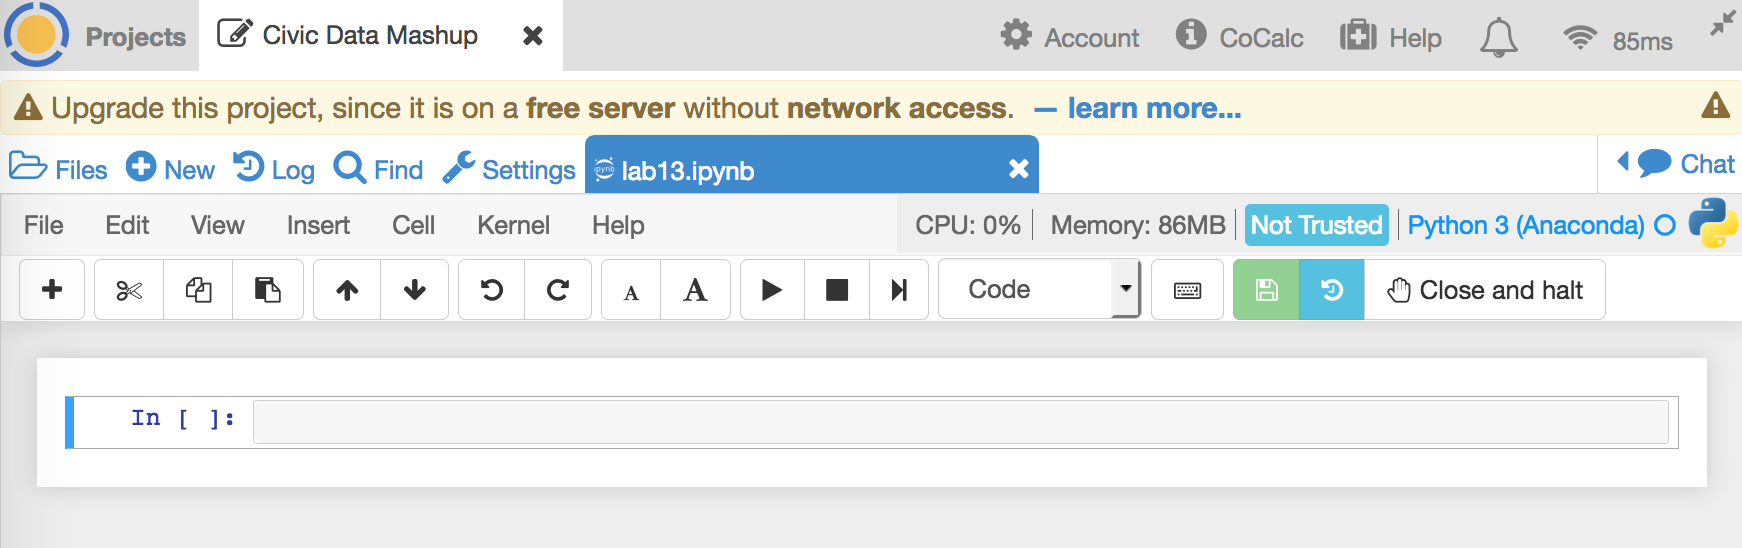 Projects Civic Data Mashup Account CoCalc Help 85ms
Upgrade this project, since it is on a free server without network access. — learn more...
Files New Log Find Settings ipynb lab13.ipynb Chat
File Edit View Insert Cell Kernel Help CPU: 0% Memory: 86MB Not Trusted Python 3 (Anaconda)
A A Code Close and halt
In [ ]: